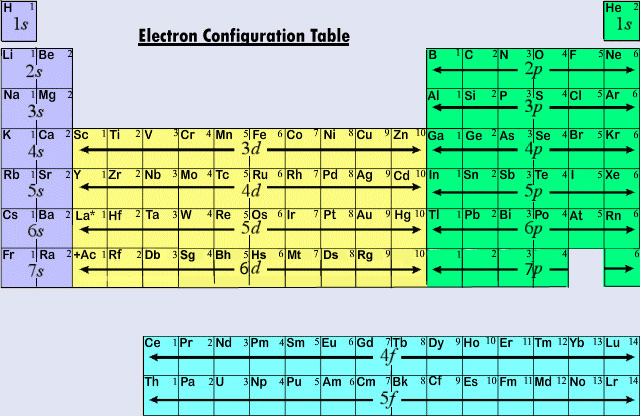 H 1 He 2
1s 1s
Electron Configuration Table
Li 1 Be 2 B 1 C 2 N 3 O 4 F 5 Ne 6
2s 2p
Na 1 Mg 2 Al 1 Si 2 P 3 S 4 Cl 5 Ar 6
3s 3p
K 1 Ca 2 Sc 1 Ti 2 V 3 Cr 4 Mn 5 Fe 6 Co 7 Ni 8 Cu 9 Zn 10 Ga 1 Ge 2 As 3 Se 4 Br 5 Kr 6
4s 3d 4p
Rb 1 Sr 2 Y 1 Zr 2 Nb 3 Mo 4 Tc 5 Ru 6 Rh 7 Pd 8 Ag 9 Cd 10 In 1 Sn 2 Sb 3 Te 4 I 5 Xe 6
5s 4d 5p
Cs 1 Ba 2 La* 1 Hf 2 Ta 3 W 4 Re 5 Os 6 Ir 7 Pt 8 Au 9 Hg 10 Tl 1 Pb 2 Bi 3 Po 4 At 5 Rn 6
6s 5d 6p
Fr 1 Ra 2 +Ac 1 Rf 2 Db 3 Sg 4 Bh 5 Hs 6 Mt 7 Ds 8 Rg 9 10 1 2 3 4 6
7s 6d 7p
Ce 1 Pr 2 Nd 3 Pm 4 Sm 5 Eu 6 Gd 7 Tb 8 Dy 9 Ho 10 Er 11 Tm 12 Yb 13 Lu 14
4f
Th 1 Pa 2 U 3 Np 4 Pu 5 Am 6 Cm 7 Bk 8 Cf 9 Es 10 Fm 11 Md 12 No 13 Lr 14
5f